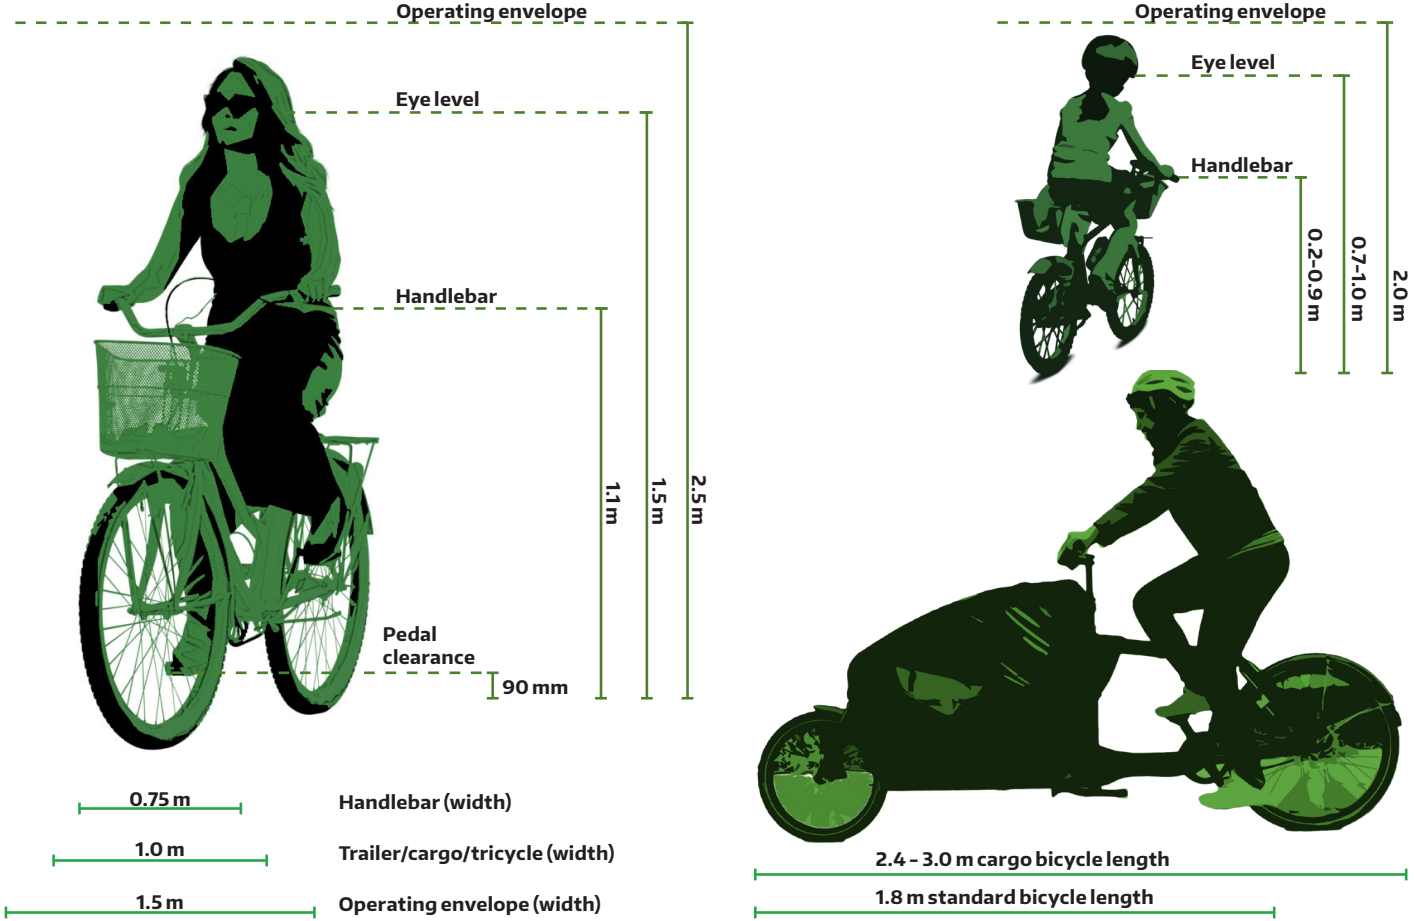 Operating envelope
Eye level
Handlebar
1.1 m
1.5 m
2.5 m
Pedal
clearance
90 mm
0.75 m
Handlebar (width)
1.0 m
Trailer/cargo/tricycle (width)
1.5 m
Operating envelope (width)
Operating envelope
Eye level
Handlebar
0.2–0.9 m
0.7–1.0 m
2.0 m
2.4 – 3.0 m cargo bicycle length
1.8 m standard bicycle length